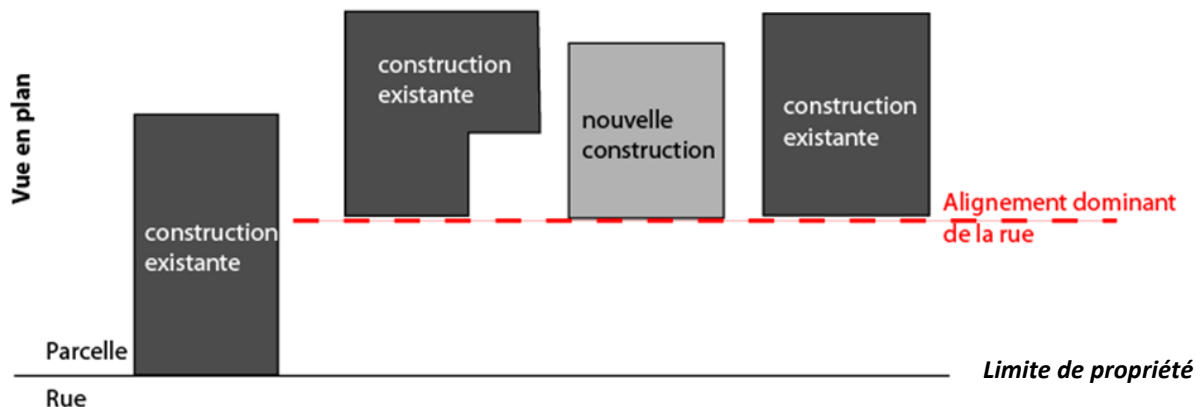 Vue en plan
construction
existante
construction
existante
nouvelle
construction
construction
existante
Alignement dominant
de la rue
Parcelle
Rue
Limite de propriété